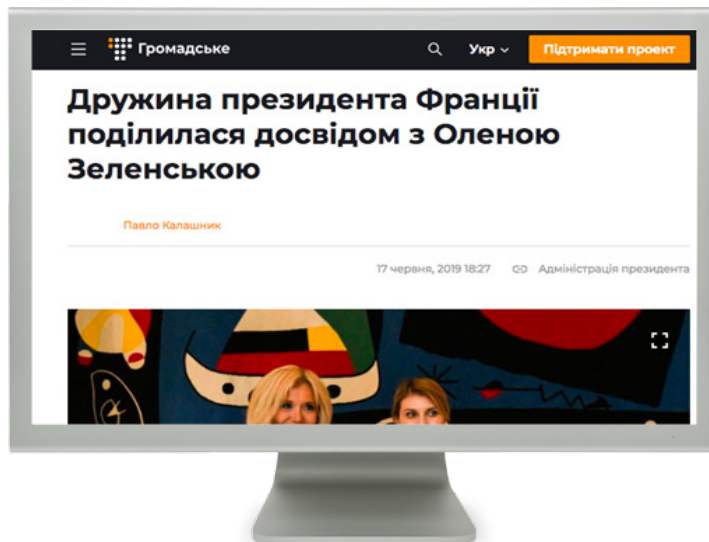 Громадське
Укр
Підтримати проект
Дружина президента Франції
поділилася досвідом з Оленою
Зеленською
Павло Калашник
17 червня, 2019 18:27
Адміністрація президента